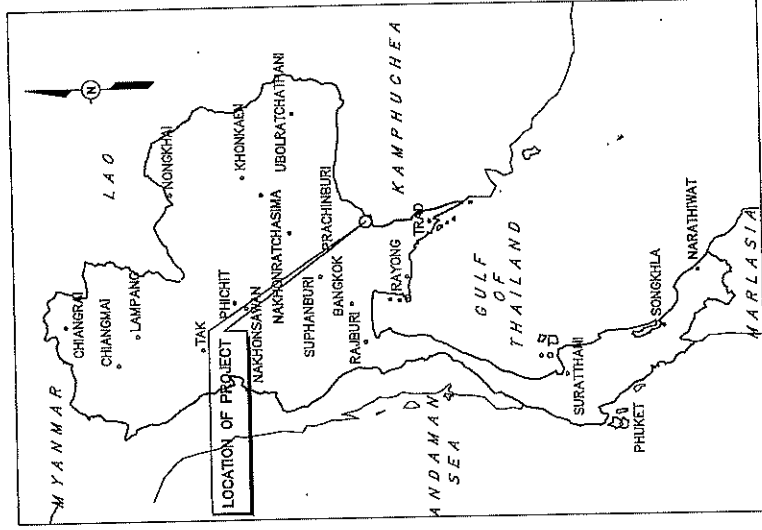 MYANMAR
LAO
N
CHIANGRAI
CHIANGMAI
LAMPANG
NONGKHAI
TAK
PHICHIT
KHONKAEN
LOCATION OF PROJECT
NAKHONSAWAN
NAKHONRATCHASIMA
UBOLRATCHATHANI
SUPHANBURI
PRACHINBURI
BANGKOK
RAJBURI
RAYONG
TRAD
KAMPHUCHEA
ANDAMAN
SEA
GULF
OF
THAILAND
SURATTHANI
PHUKET
SONGKHLA
NARATHIWAT
MARLASIA